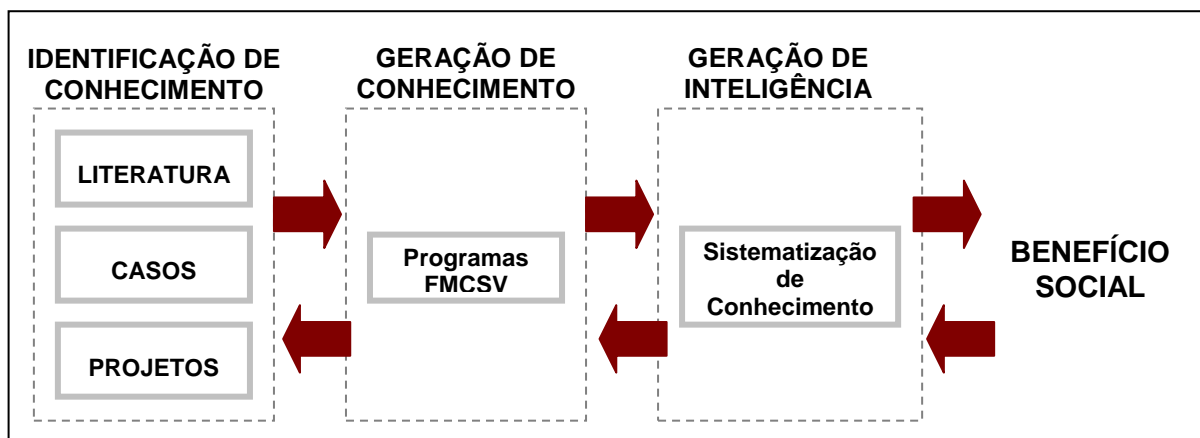 IDENTIFICAÇÃO DE
CONHECIMENTO
LITERATURA
CASOS
PROJETOS
GERAÇÃO DE
CONHECIMENTO
Programas
FMCSV
GERAÇÃO DE
INTELIGÊNCIA
Sistematização
de
Conhecimento
BENEFÍCIO
SOCIAL